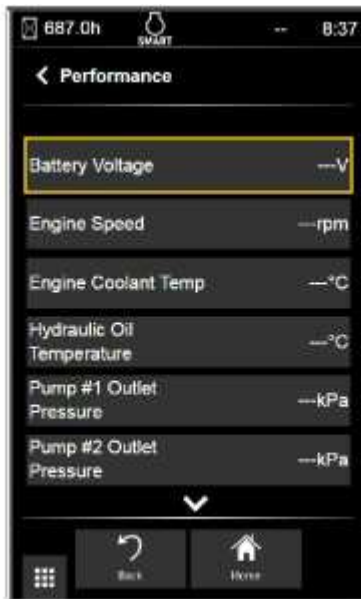 687.0h SMART -- 8:37
Performance
Battery Voltage ---V
Engine Speed ---rpm
Engine Coolant Temp ---°C
Hydraulic Oil
Temperature ---°C
Pump #1 Outlet
Pressure ---kPa
Pump #2 Outlet
Pressure ---kPa
Back Home